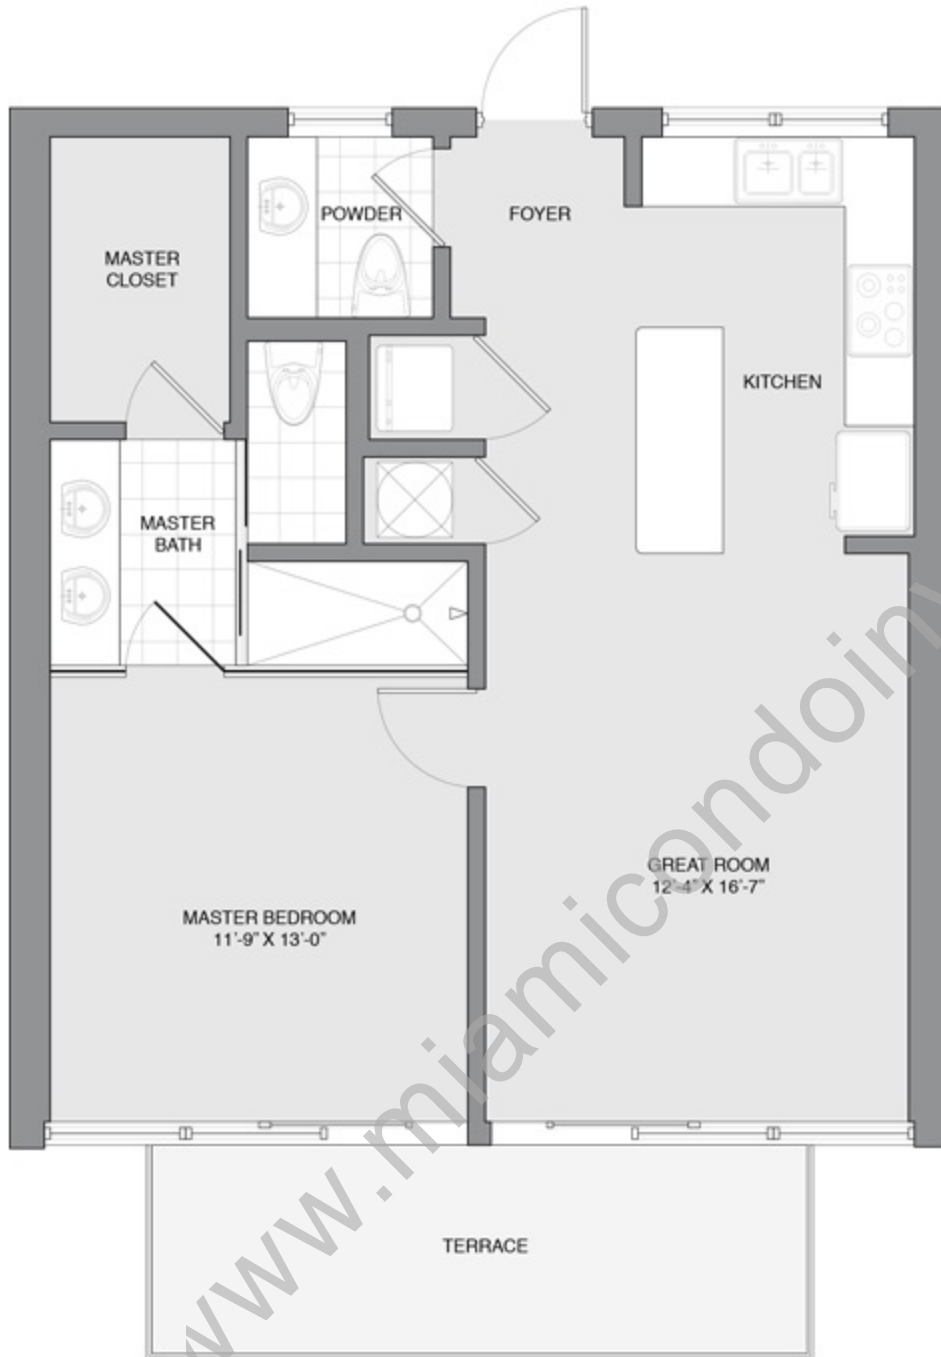 POWDER
FOYER
MASTER
CLOSET
KITCHEN
MASTER
BATH
GREAT ROOM
12'-4" X 16'-7"
MASTER BEDROOM
11'-9" X 13'-0"
TERRACE
www.miamicondoinv